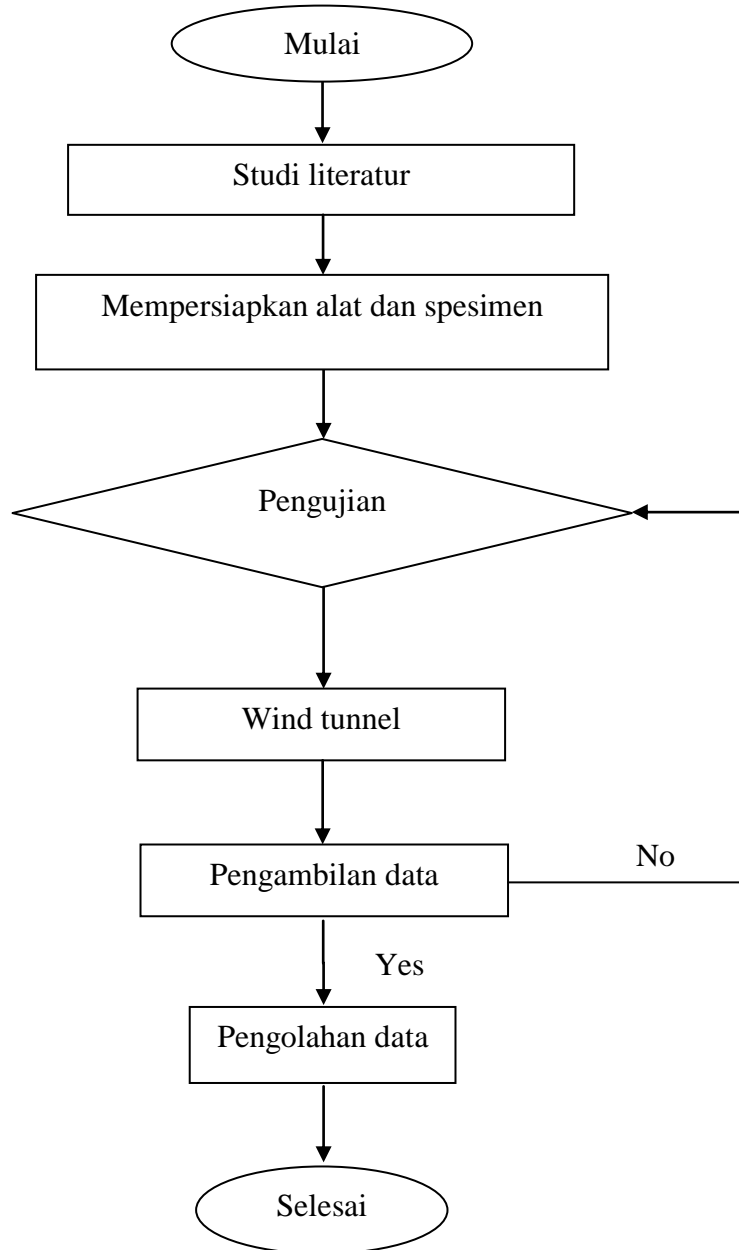 Mulai
Studi literatur
Mempersiapkan alat dan spesimen
Pengujian
Wind tunnel
Pengambilan data
No
Yes
Pengolahan data
Selesai